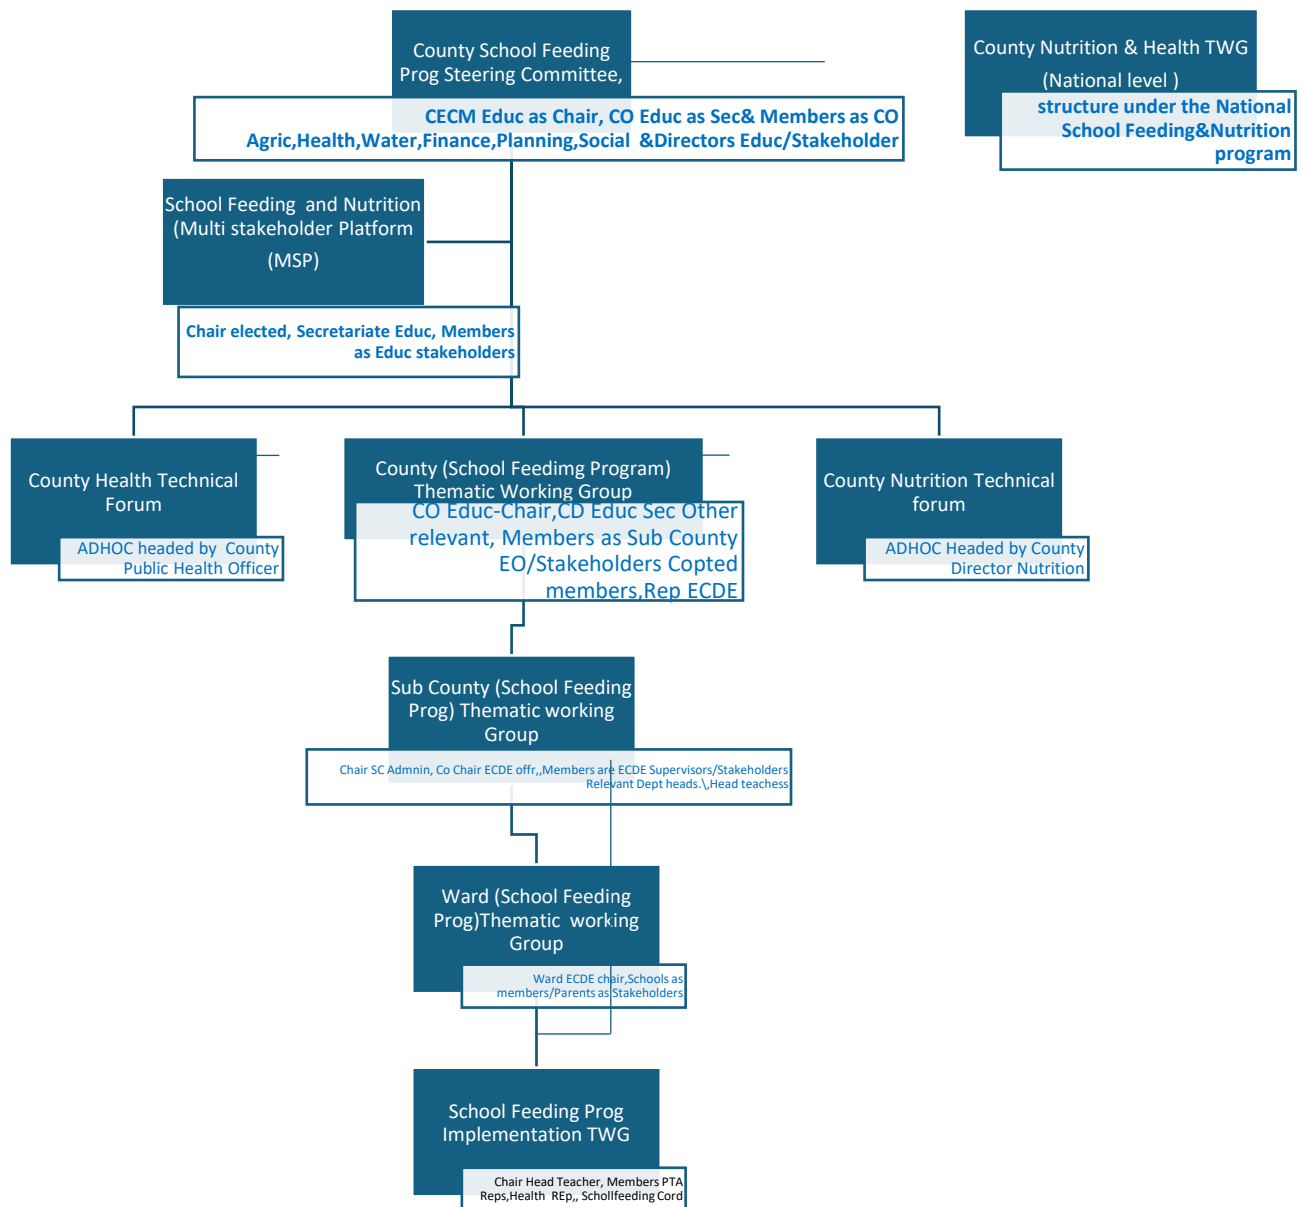 County School Feeding
Prog Steering Committee,
CECM Educ as Chair, CO Educ as Sec& Members as CO
Agric,Health,Water,Finance,Planning,Social &Directors Educ/Stakeholder
County Nutrition & Health TWG
(National level )
structure under the National
School Feeding&Nutrition
program
School Feeding and Nutrition
(Multi stakeholder Platform
(MSP)
Chair elected, Secretariate Educ, Members
as Educ stakeholders
County Health Technical
Forum
ADHOC headed by County
Public Health Officer
County (School Feedimg Program)
Thematic Working Group
CO Educ-Chair,CD Educ Sec Other
relevant, Members as Sub County
EO/Stakeholders Copted
members,Rep ECDE
County Nutrition Technical
forum
ADHOC Headed by County
Director Nutrition
Sub County (School Feeding
Prog) Thematic working
Group
Chair SC Admnin, Co Chair ECDE offr,,Members are ECDE Supervisors/Stakeholders
Relevant Dept heads.\,Head teachess
Ward (School Feeding
Prog)Thematic working
Group
Ward ECDE chair,Schools as
members/Parents as Stakeholders
School Feeding Prog
Implementation TWG
Chair Head Teacher, Members PTA
Reps,Health REp,, Schollfeeding Cord